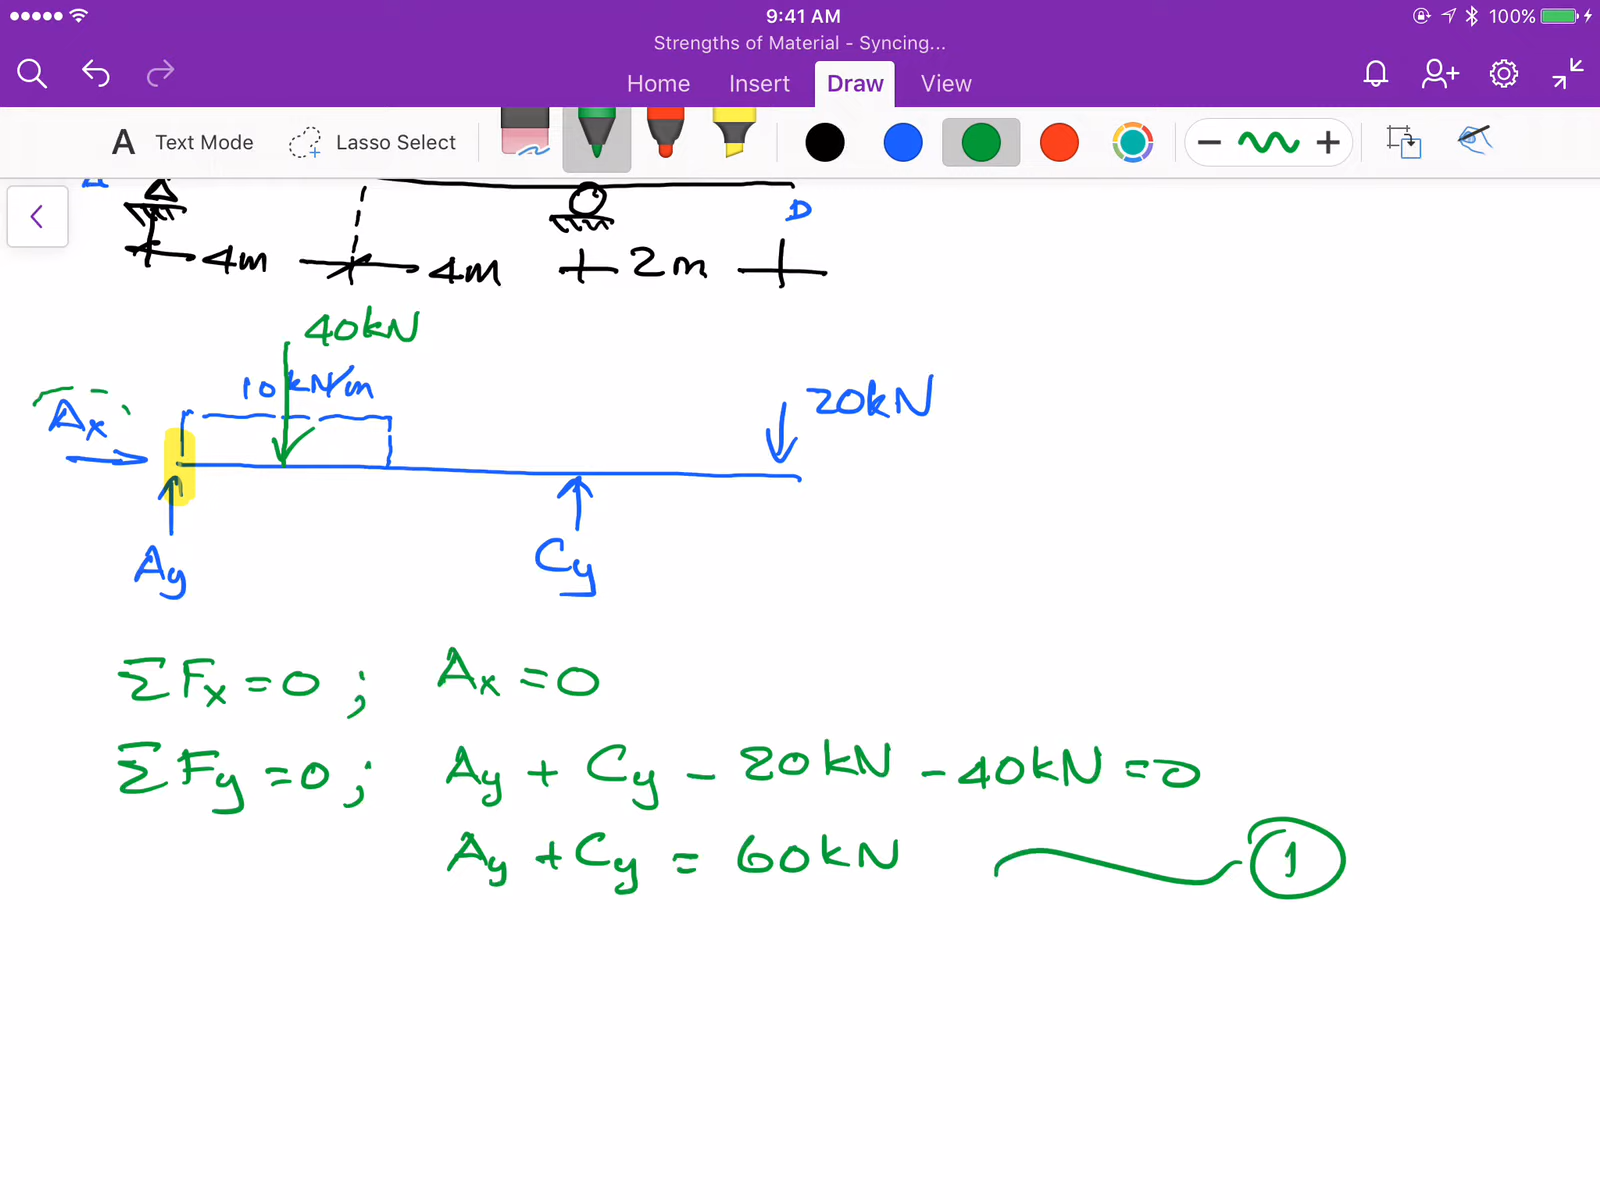 9:41 AM
100%
Strengths of Material - Syncing...
Home Insert Draw View
A Text Mode Lasso Select
D
4m 4m 2m
40kN
10kN/m
Ax
20kN
Ay
Cy
ΣFx=0 ; Ax=0
ΣFy=0 ; Ay + Cy - 20kN - 40kN =0
Ay + Cy = 60kN 1